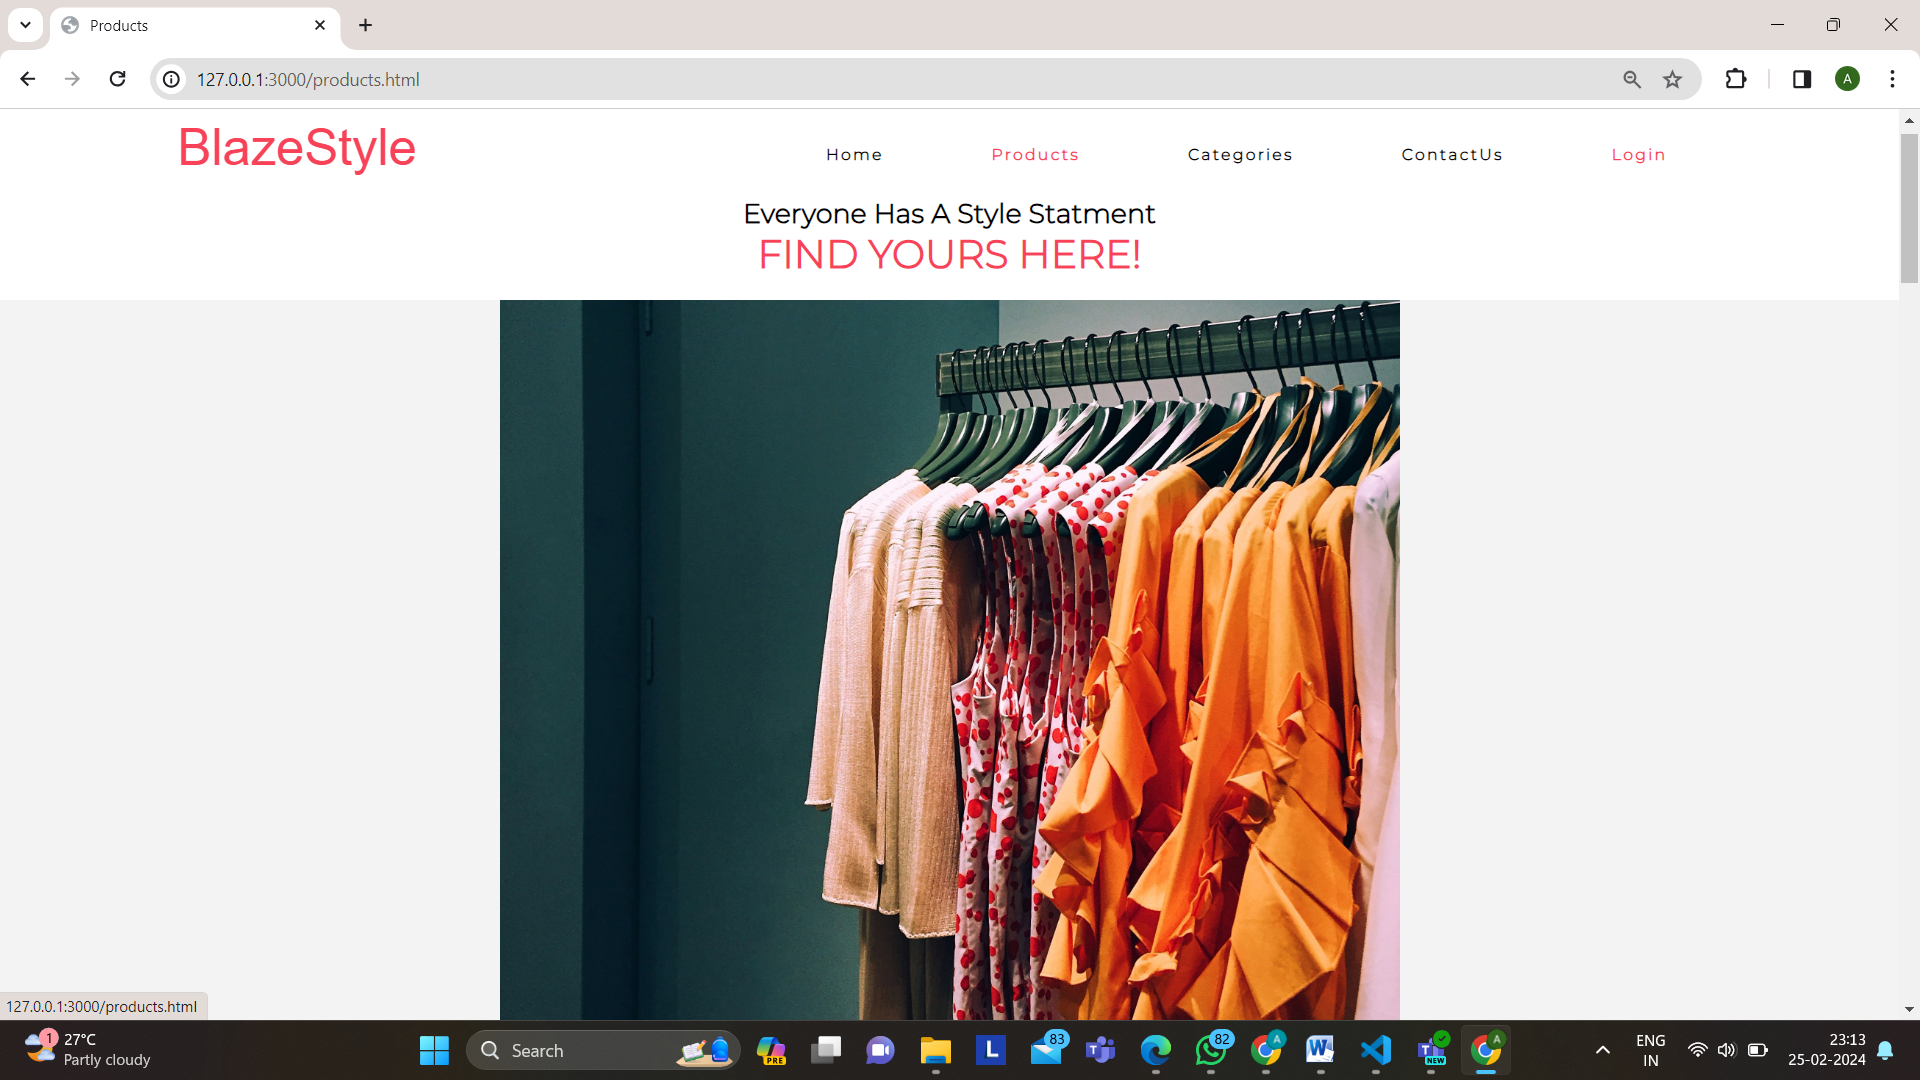 Products
127.0.0.1:3000/products.html
A
BlazeStyle
Home
Products
Categories
ContactUs
Login
Everyone Has A Style Statment
FIND YOURS HERE!
127.0.0.1:3000/products.html
1
27°C
Partly cloudy
Search
PRE
L
83
T
82
A
W
NEW
A
ENG
IN
23:13
25-02-2024